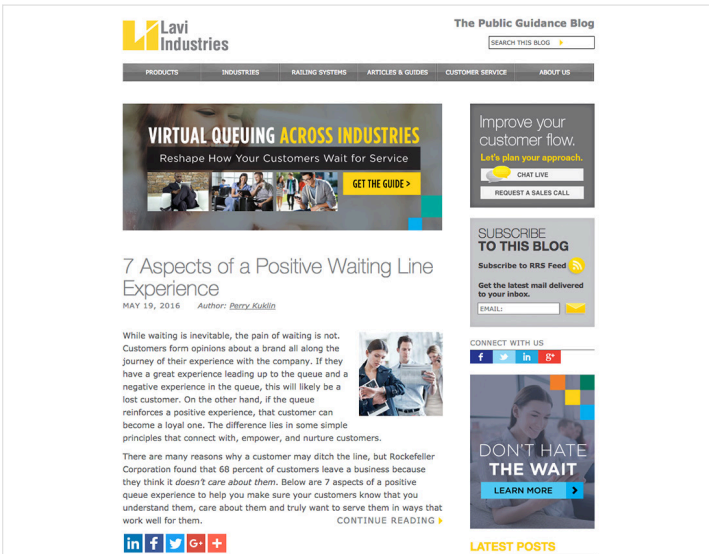 Lavi
Industries
The Public Guidance Blog
SEARCH THIS BLOG
PRODUCTS
INDUSTRIES
RAILING SYSTEMS
ARTICLES & GUIDES
CUSTOMER SERVICE
ABOUT US
VIRTUAL QUEUING ACROSS INDUSTRIES
Reshape How Your Customers Wait for Service
GET THE GUIDE >
7 Aspects of a Positive Waiting Line
Experience
MAY 19, 2016 Author: Perry Kuklin
While waiting is inevitable, the pain of waiting is not.
Customers form opinions about a brand all along the
journey of their experience with the company. If they
have a great experience leading up to the queue and a
negative experience in the queue, this will likely be a
lost customer. On the other hand, if the queue
reinforces a positive experience, that customer can
become a loyal one. The difference lies in some simple
principles that connect with, empower, and nurture customers.
There are many reasons why a customer may ditch the line, but Rockefeller
Corporation found that 68 percent of customers leave a business because
they think it doesn't care about them. Below are 7 aspects of a positive
queue experience to help you make sure your customers know that you
understand them, care about them and truly want to serve them in ways that
work well for them.
CONTINUE READING
in f G+ +
Improve your
customer flow.
Let's plan your approach.
CHAT LIVE
REQUEST A SALES CALL
SUBSCRIBE
TO THIS BLOG
Subscribe to RRS Feed
Get the latest mail delivered
to your inbox.
EMAIL:
CONNECT WITH US
f in g+
DON'T HATE
THE WAIT
LEARN MORE >
LATEST POSTS